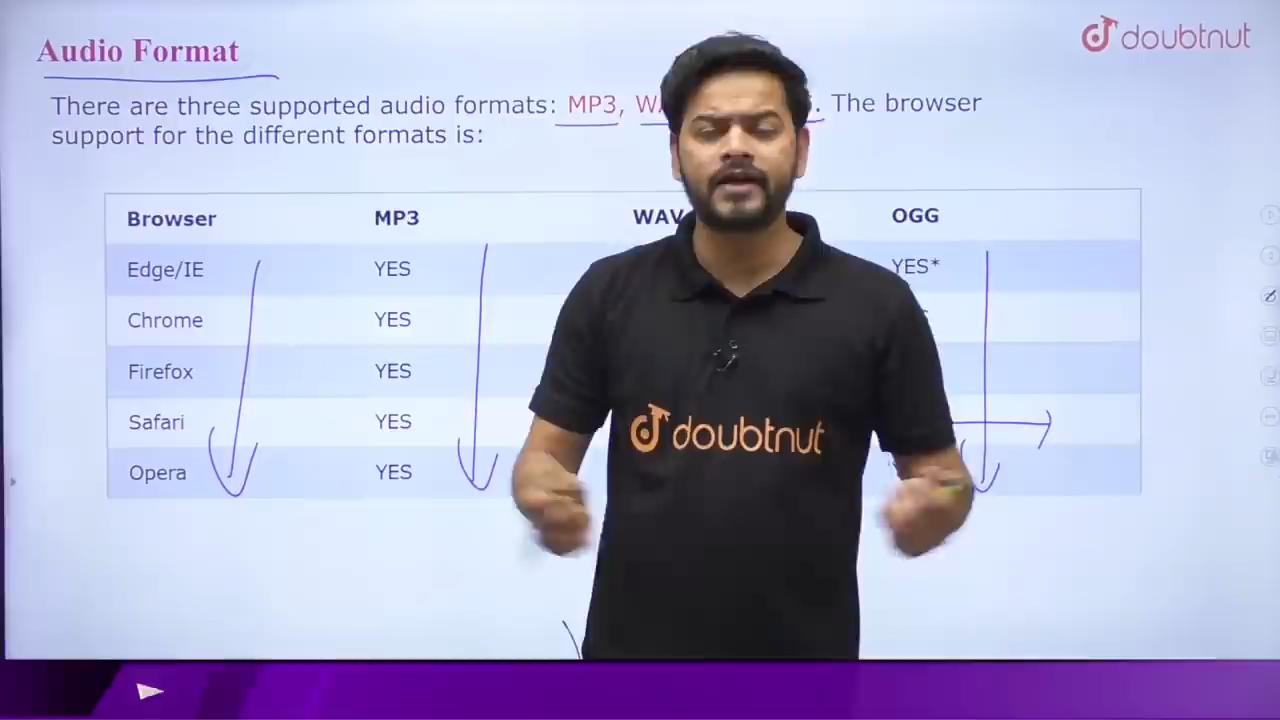 Audio Format
doubtnut
There are three supported audio formats: MP3, . The browser
support for the different formats is:
Browser MP3 WAV OGG
Edge/IE YES YES*
Chrome YES
Firefox YES
Safari YES
Opera YES
doubtnut